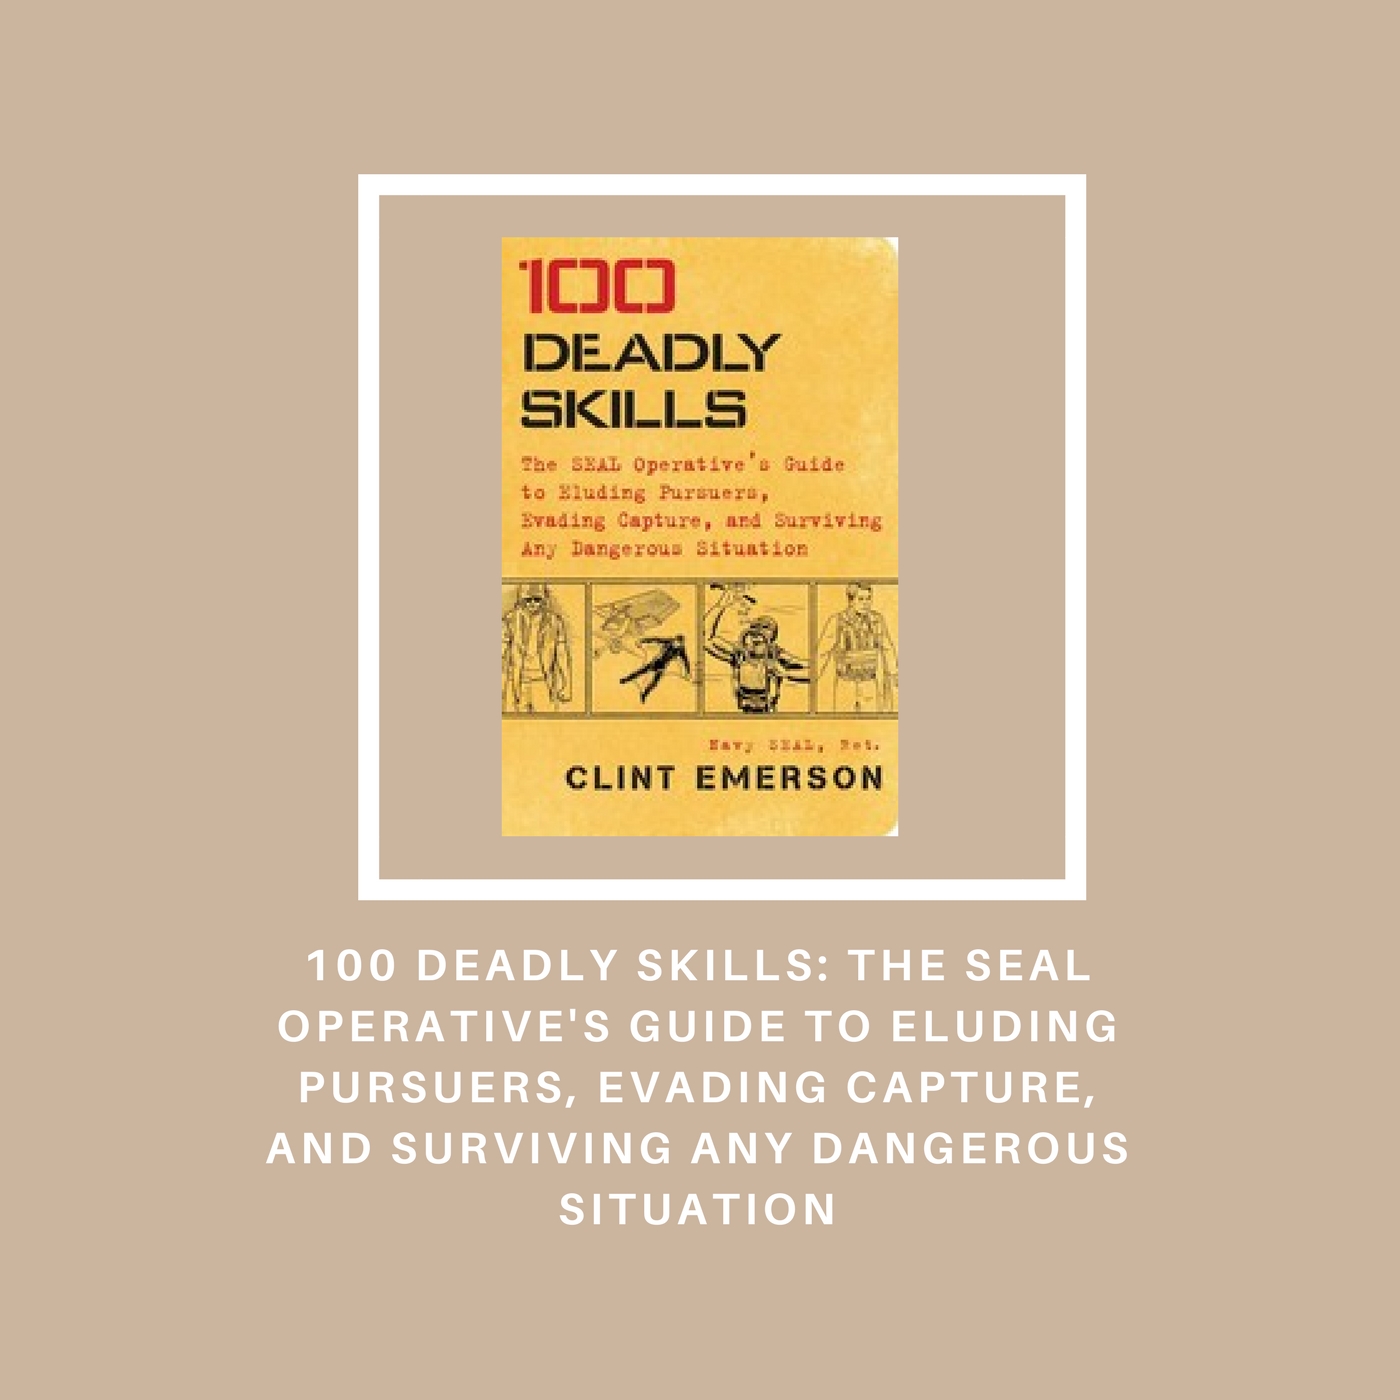 100
DEADLY
SKILLS
The SEAL Operative's Guide
to Eluding Pursuers,
Evading Capture, and Surviving
Any Dangerous Situation
Navy SEAL, Ret.
CLINT EMERSON
100 DEADLY SKILLS: THE SEAL
OPERATIVE'S GUIDE TO ELUDING
PURSUERS, EVADING CAPTURE,
AND SURVIVING ANY DANGEROUS
SITUATION